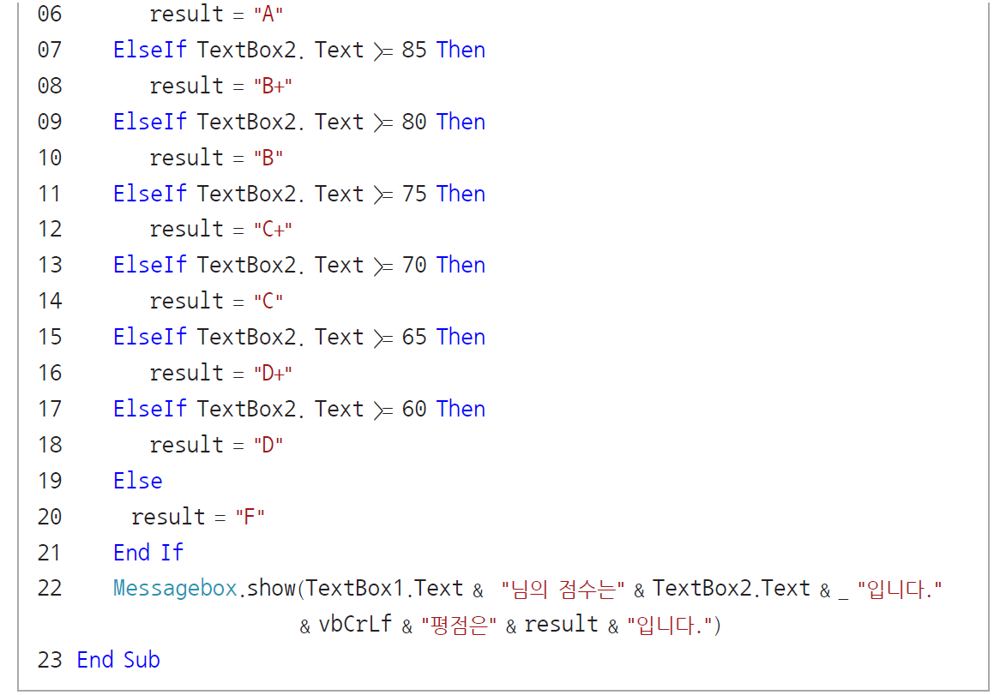 06 result = "A"
07 ElseIf TextBox2. Text >= 85 Then
08 result = "B+"
09 ElseIf TextBox2. Text >= 80 Then
10 result = "B"
11 ElseIf TextBox2. Text >= 75 Then
12 result = "C+"
13 ElseIf TextBox2. Text >= 70 Then
14 result = "C"
15 ElseIf TextBox2. Text >= 65 Then
16 result = "D+"
17 ElseIf TextBox2. Text >= 60 Then
18 result = "D"
19 Else
20 result = "F"
21 End If
22 Messagebox.show(TextBox1.Text & "님의 점수는" & TextBox2.Text & _ "입니다."
& vbCrLf & "평점은" & result & "입니다.")
23 End Sub